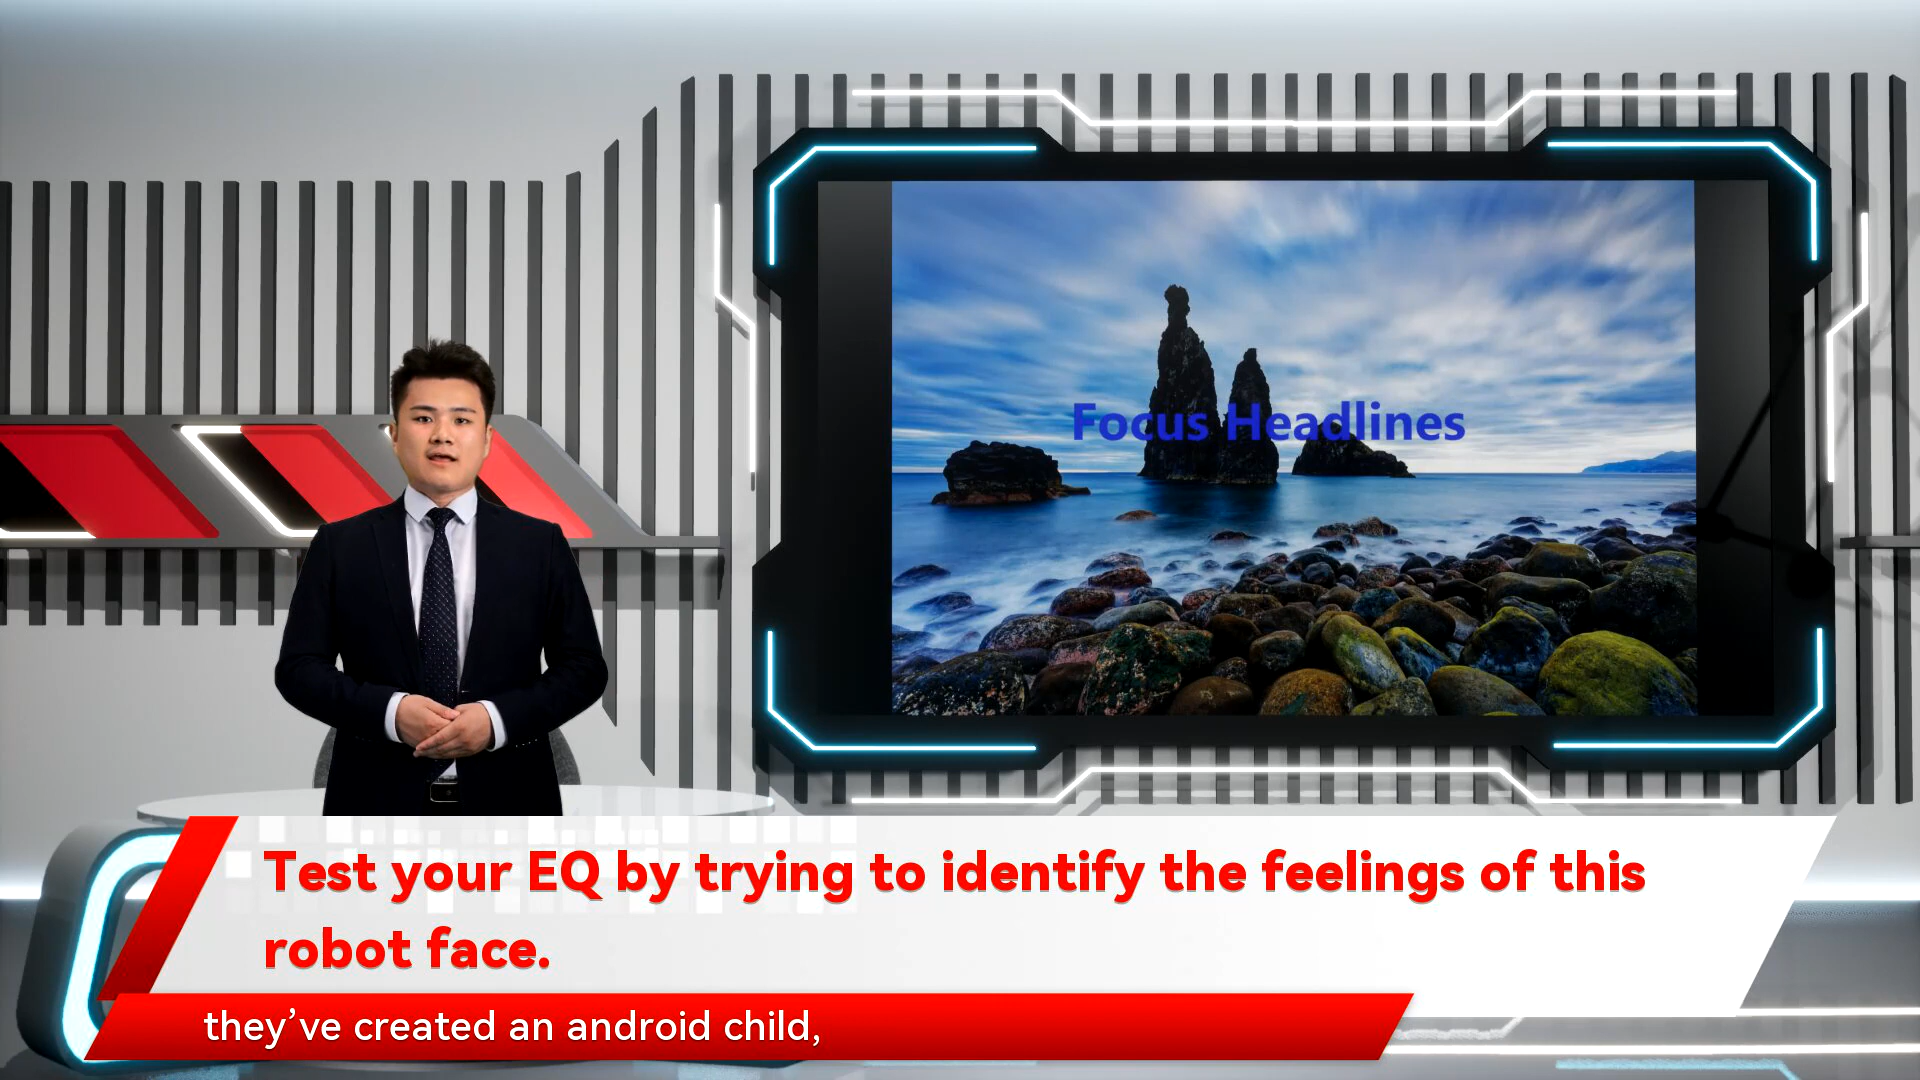 Focus Headlines
Test your EQ by trying to identify the feelings of this
robot face.
they’ve created an android child,